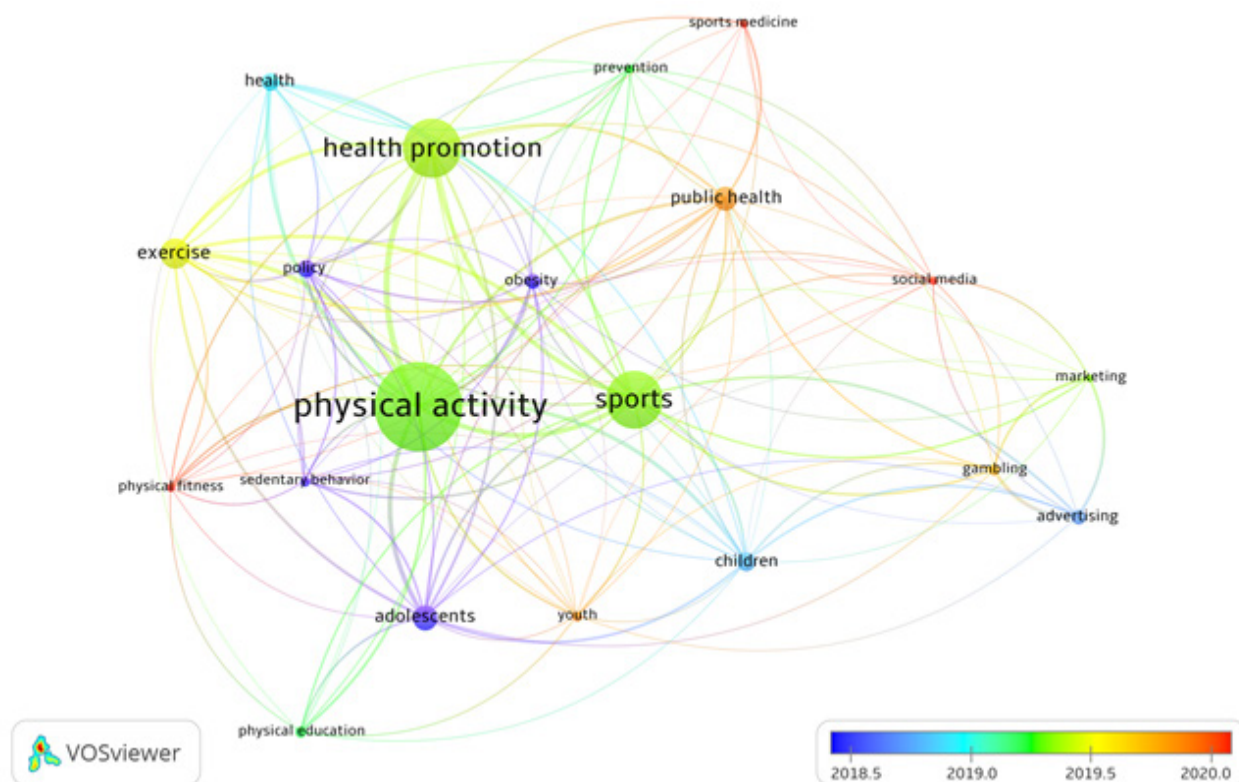 sports medicine
prevention
health
health promotion
public health
exercise
policy
obesity
social media
marketing
physical activity
sports
gambling
physical fitness
sedentary behavior
advertising
children
adolescents
youth
physical education
VOSviewer
2018.5 2019.0 2019.5 2020.0